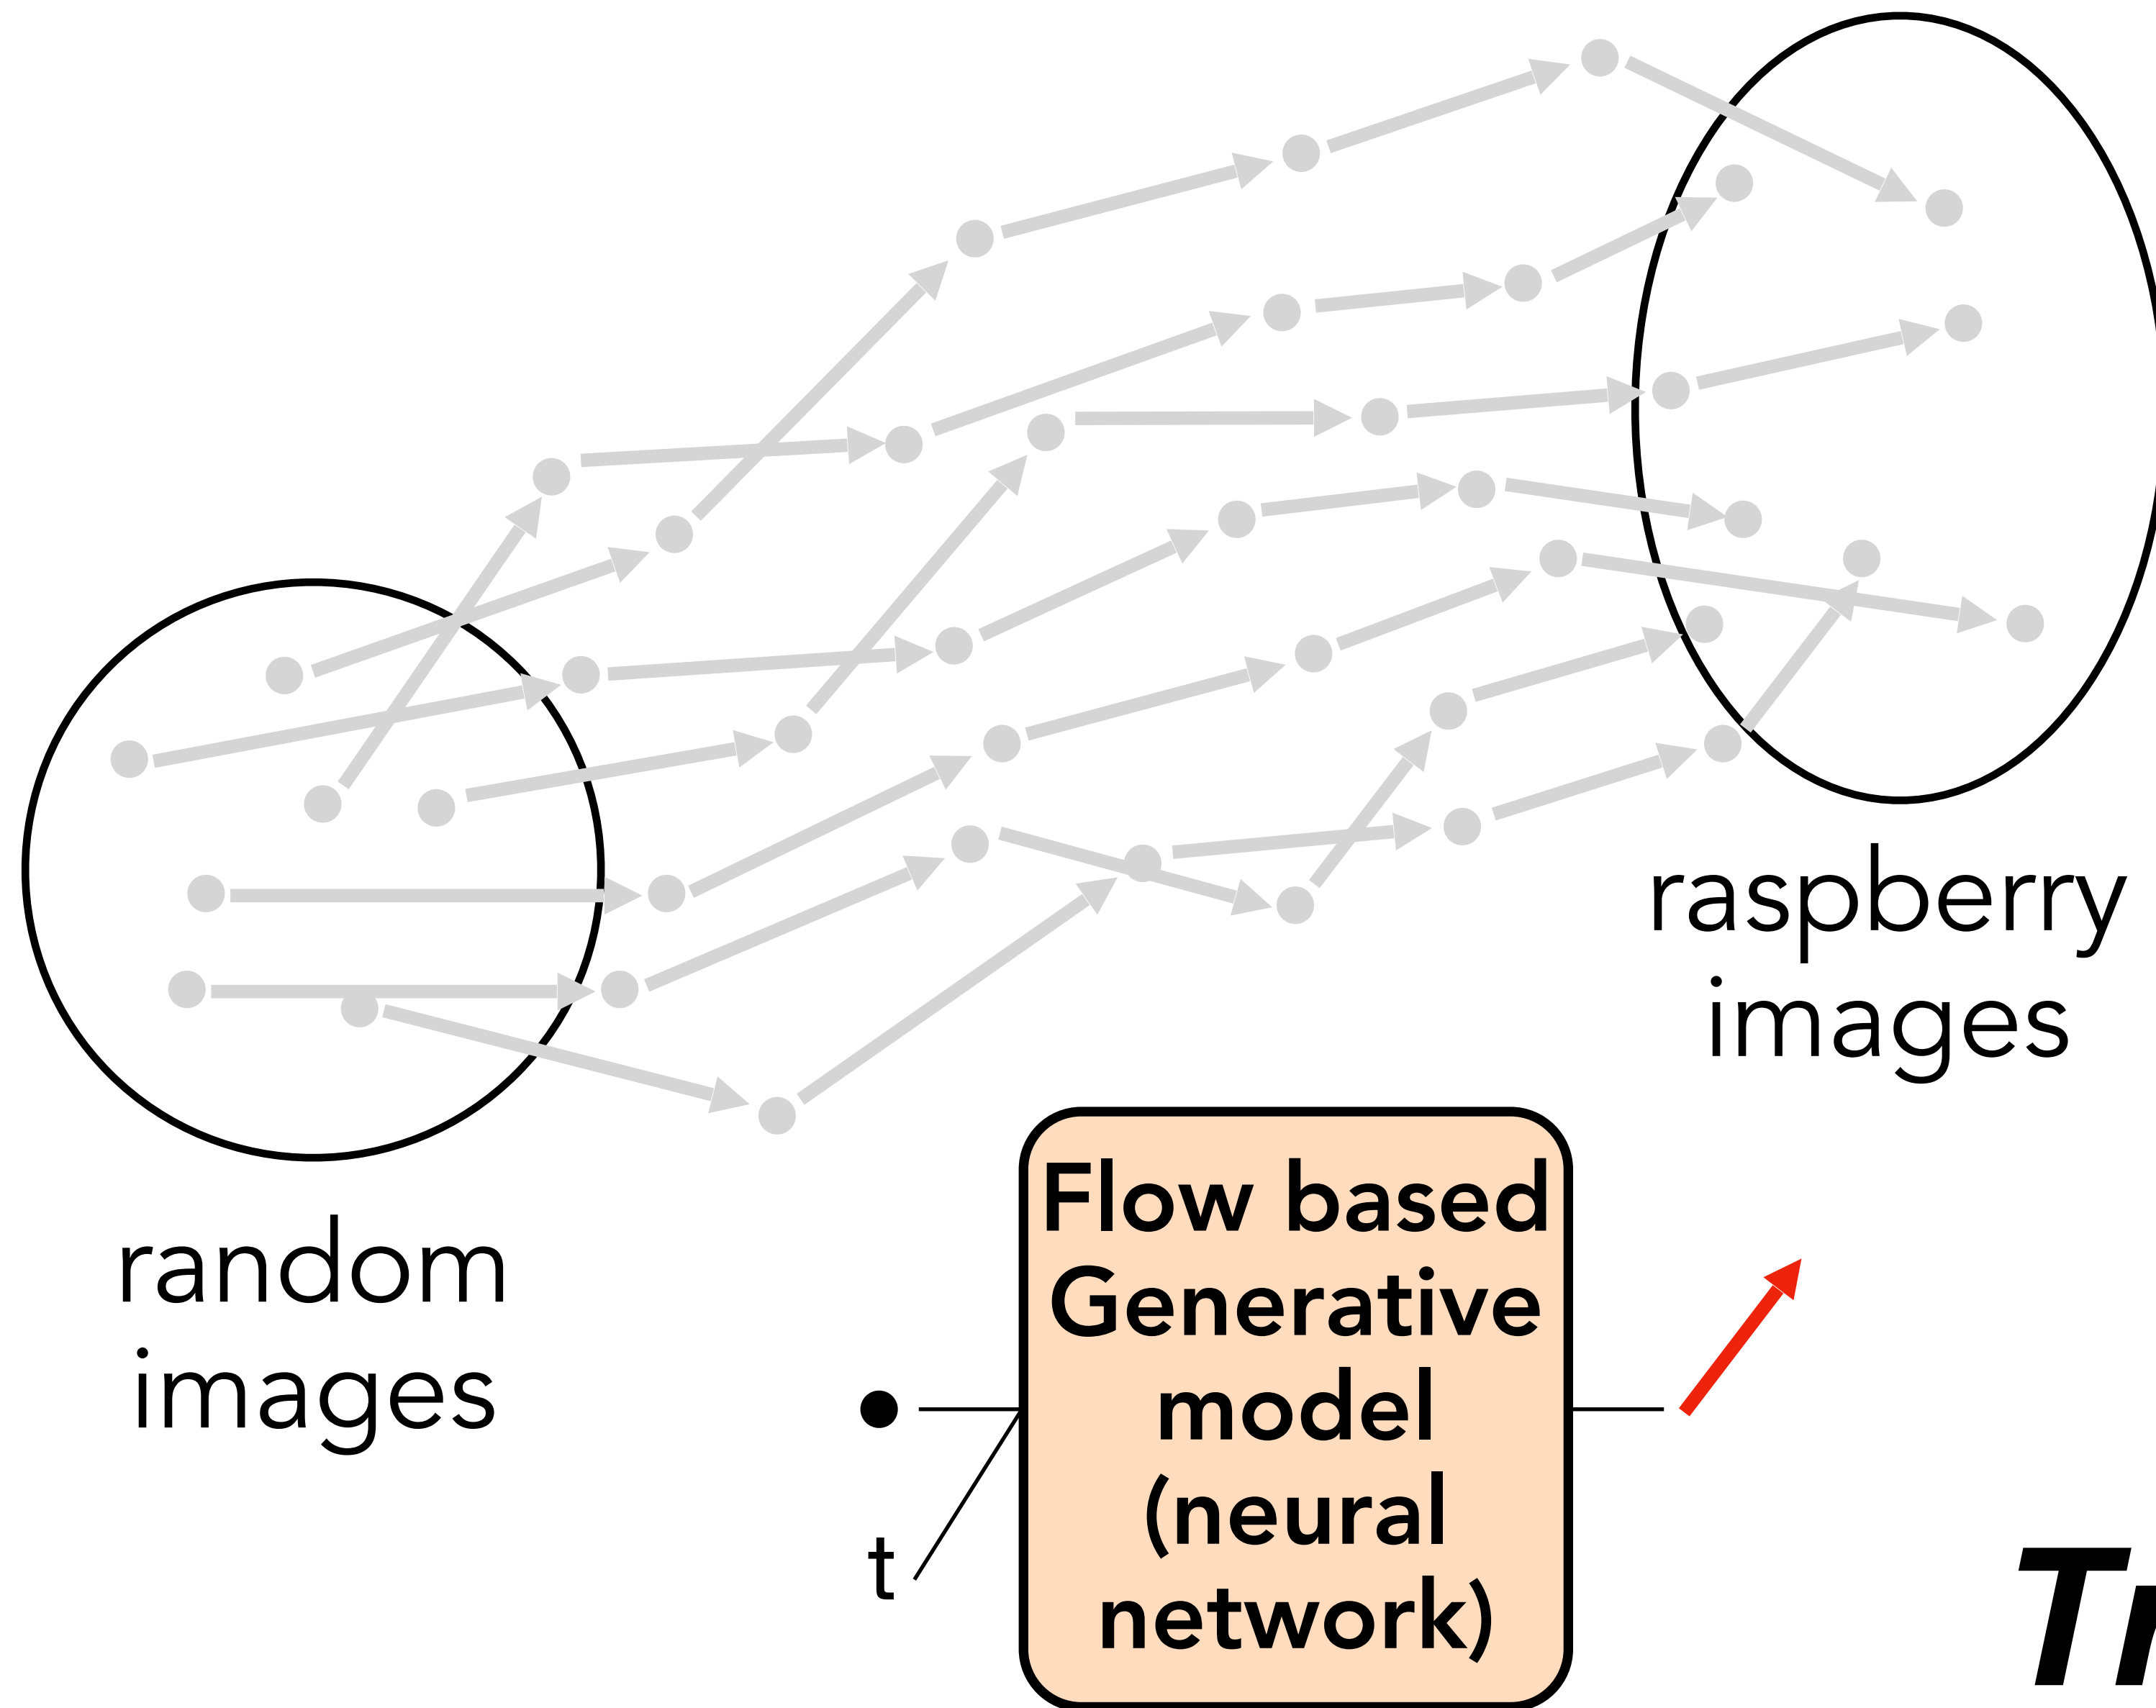 raspberry
images
random
images
Flow based
Generative
model
(neural
network)
t